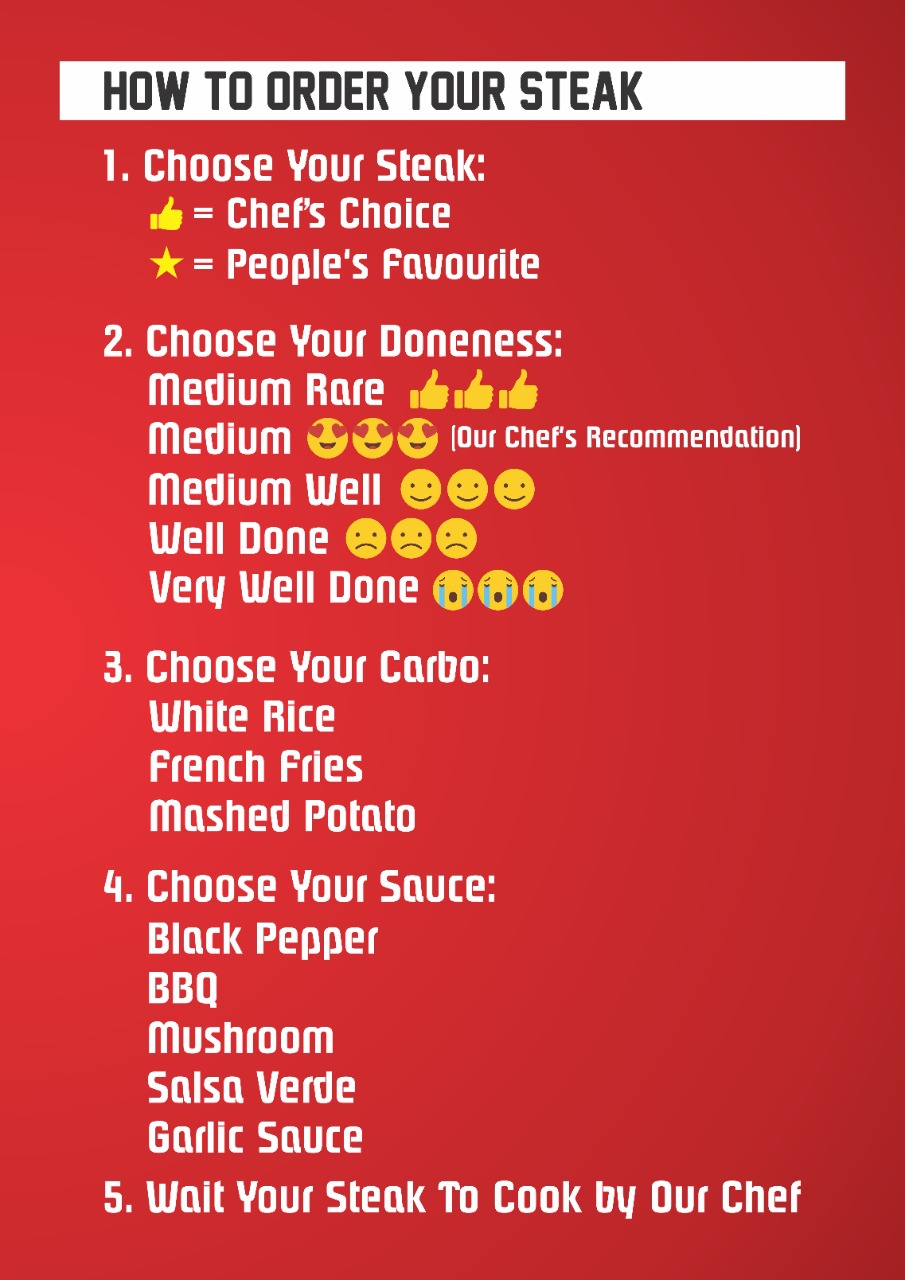 HOW TO ORDER YOUR STEAK
1. Choose Your Steak:
👍 = Chef's Choice
★ = People's Favourite
2. Choose Your Doneness:
Medium Rare 👍👍👍
Medium 😍😍😍 (Our Chef's Recommendation)
Medium Well 🙂🙂🙂
Well Done 🙁🙁🙁
Very Well Done 😭😭😭
3. Choose Your Carbo:
White Rice
French Fries
Mashed Potato
4. Choose Your Sauce:
Black Pepper
BBQ
Mushroom
Salsa Verde
Garlic Sauce
5. Wait Your Steak To Cook by Our Chef